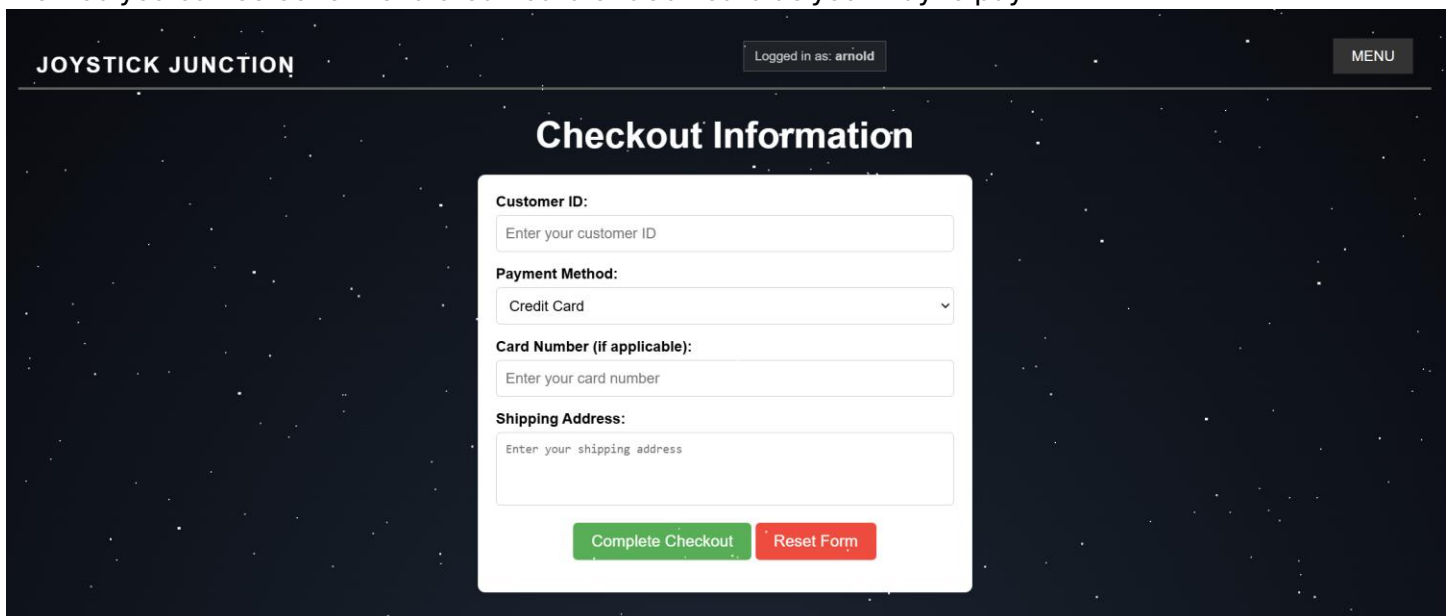 JOYSTICK JUNCTION
Logged in as: arnold
MENU
Checkout Information
Customer ID:
Enter your customer ID
Payment Method:
Credit Card
Card Number (if applicable):
Enter your card number
Shipping Address:
Enter your shipping address
Complete Checkout
Reset Form